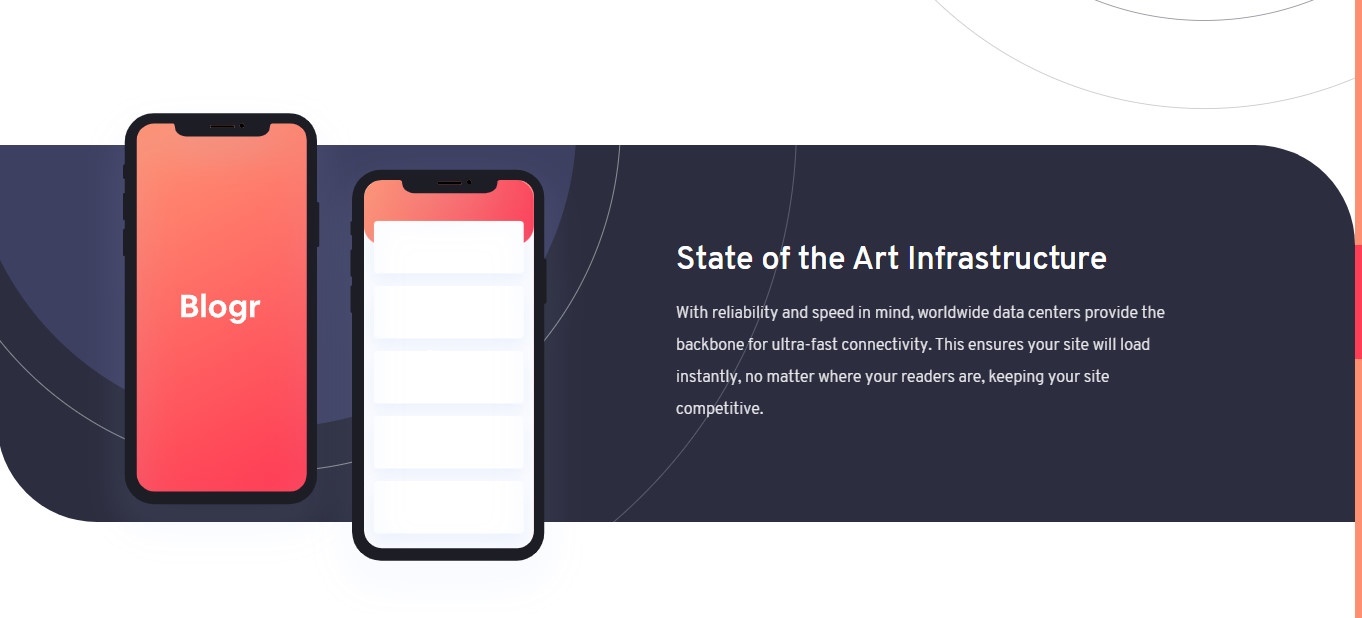 Blogr
State of the Art Infrastructure
With reliability and speed in mind, worldwide data centers provide the
backbone for ultra-fast connectivity. This ensures your site will load
instantly, no matter where your readers are, keeping your site
competitive.